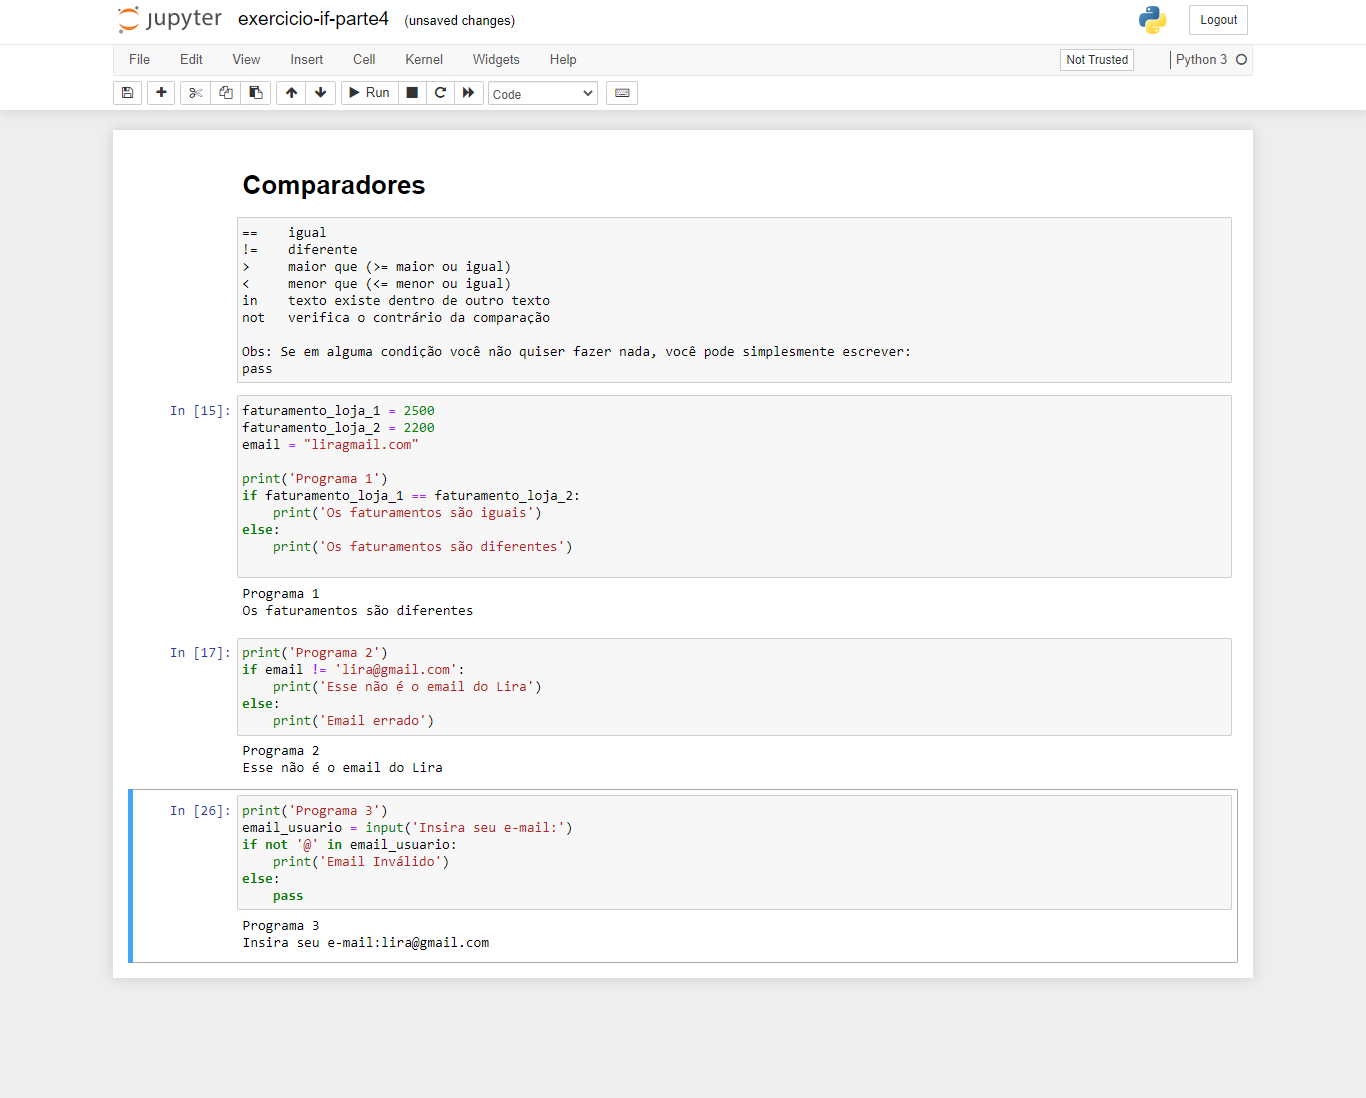 jupyter exercicio-if-parte4 (unsaved changes) Logout
File Edit View Insert Cell Kernel Widgets Help Not Trusted Python 3
Run Code
Comparadores
==    igual
!=    diferente
>     maior que (>= maior ou igual)
<     menor que (<= menor ou igual)
in    texto existe dentro de outro texto
not   verifica o contrário da comparação
Obs: Se em alguma condição você não quiser fazer nada, você pode simplesmente escrever:
pass
In [15]: faturamento_loja_1 = 2500
faturamento_loja_2 = 2200
email = "liragmail.com"
print('Programa 1')
if faturamento_loja_1 == faturamento_loja_2:
    print('Os faturamentos são iguais')
else:
    print('Os faturamentos são diferentes')
Programa 1
Os faturamentos são diferentes
In [17]: print('Programa 2')
if email != 'lira@gmail.com':
    print('Esse não é o email do Lira')
else:
    print('Email errado')
Programa 2
Esse não é o email do Lira
In [26]: print('Programa 3')
email_usuario = input('Insira seu e-mail:')
if not '@' in email_usuario:
    print('Email Inválido')
else:
    pass
Programa 3
Insira seu e-mail:lira@gmail.com